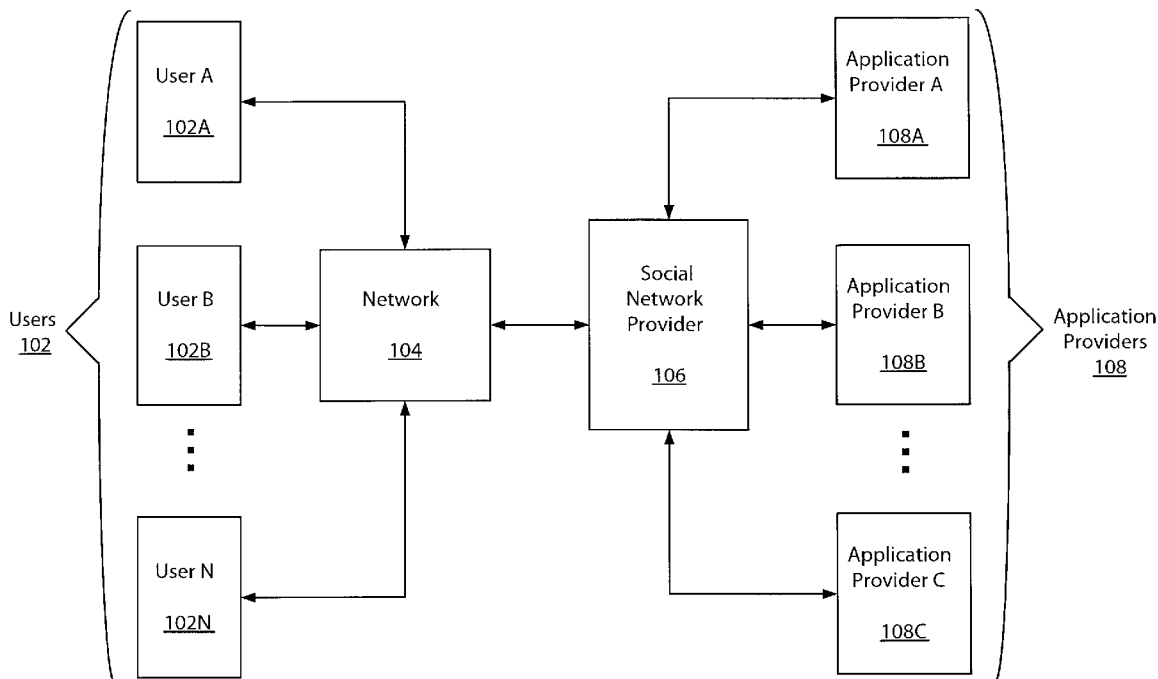 User A
102A
User B
102B
User N
102N
Users
102
Network
104
Social
Network
Provider
106
Application
Provider A
108A
Application
Provider B
108B
Application
Provider C
108C
Application
Providers
108